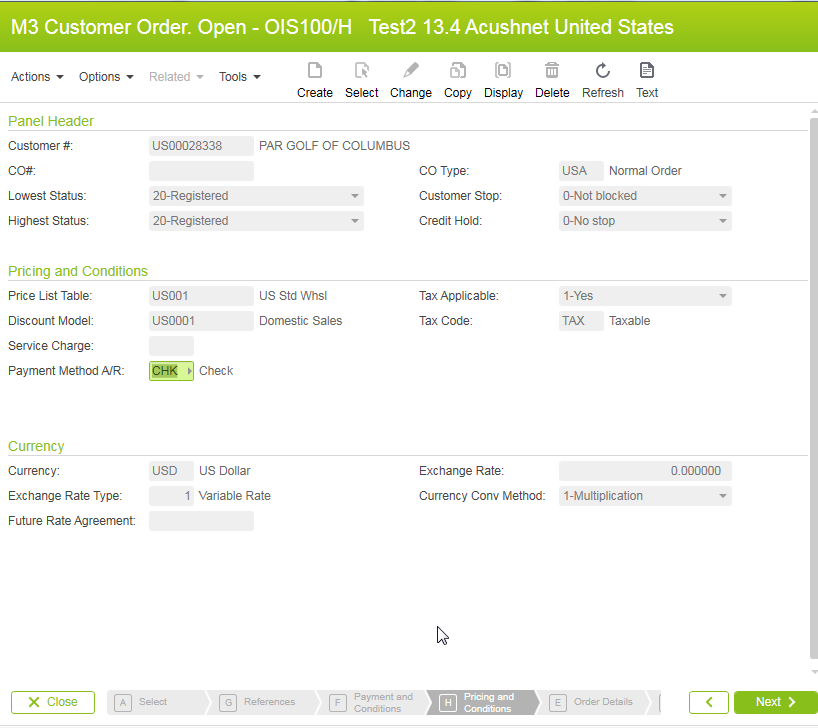 M3 Customer Order. Open - OIS100/H Test2 13.4 Acushnet United States
Actions Options Related Tools Create Select Change Copy Display Delete Refresh Text
Panel Header
Customer #: US00028338 PAR GOLF OF COLUMBUS
CO#: CO Type: USA Normal Order
Lowest Status: 20-Registered Customer Stop: 0-Not blocked
Highest Status: 20-Registered Credit Hold: 0-No stop
Pricing and Conditions
Price List Table: US001 US Std Whsl Tax Applicable: 1-Yes
Discount Model: US0001 Domestic Sales Tax Code: TAX Taxable
Service Charge:
Payment Method A/R: CHK Check
Currency
Currency: USD US Dollar Exchange Rate: 0.000000
Exchange Rate Type: 1 Variable Rate Currency Conv Method: 1-Multiplication
Future Rate Agreement:
Close A Select G References F Payment and Conditions H Pricing and Conditions E Order Details Next